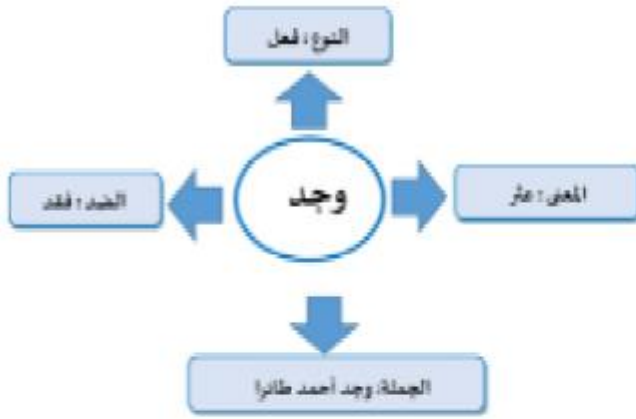 النوع: فعل
وجد
المعنى: عثر
الضد: فقد
الجملة: وجد أحمد طائرا